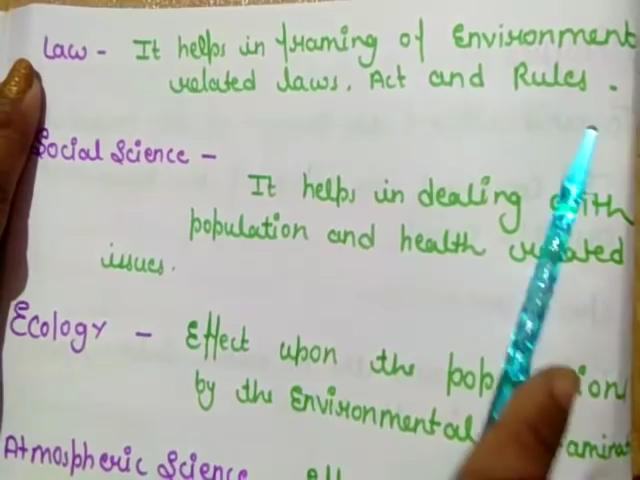 Law - It helps in framing of Environment
related laws. Act and Rules.
Social Science -
It helps in dealing with
population and health related
issues.
Ecology - Effect upon the population
by the Environmental
Atmospheric Science All